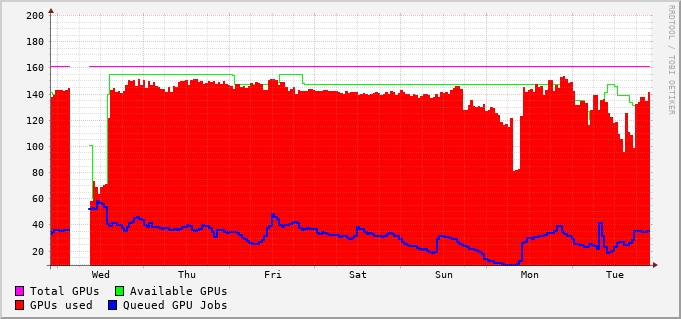 200
180
160
140
120
100
80
60
40
20
Wed Thu Fri Sat Sun Mon Tue
RRDTOOL / TOBI OETIKER
Total GPUs Available GPUs
GPUs used Queued GPU Jobs